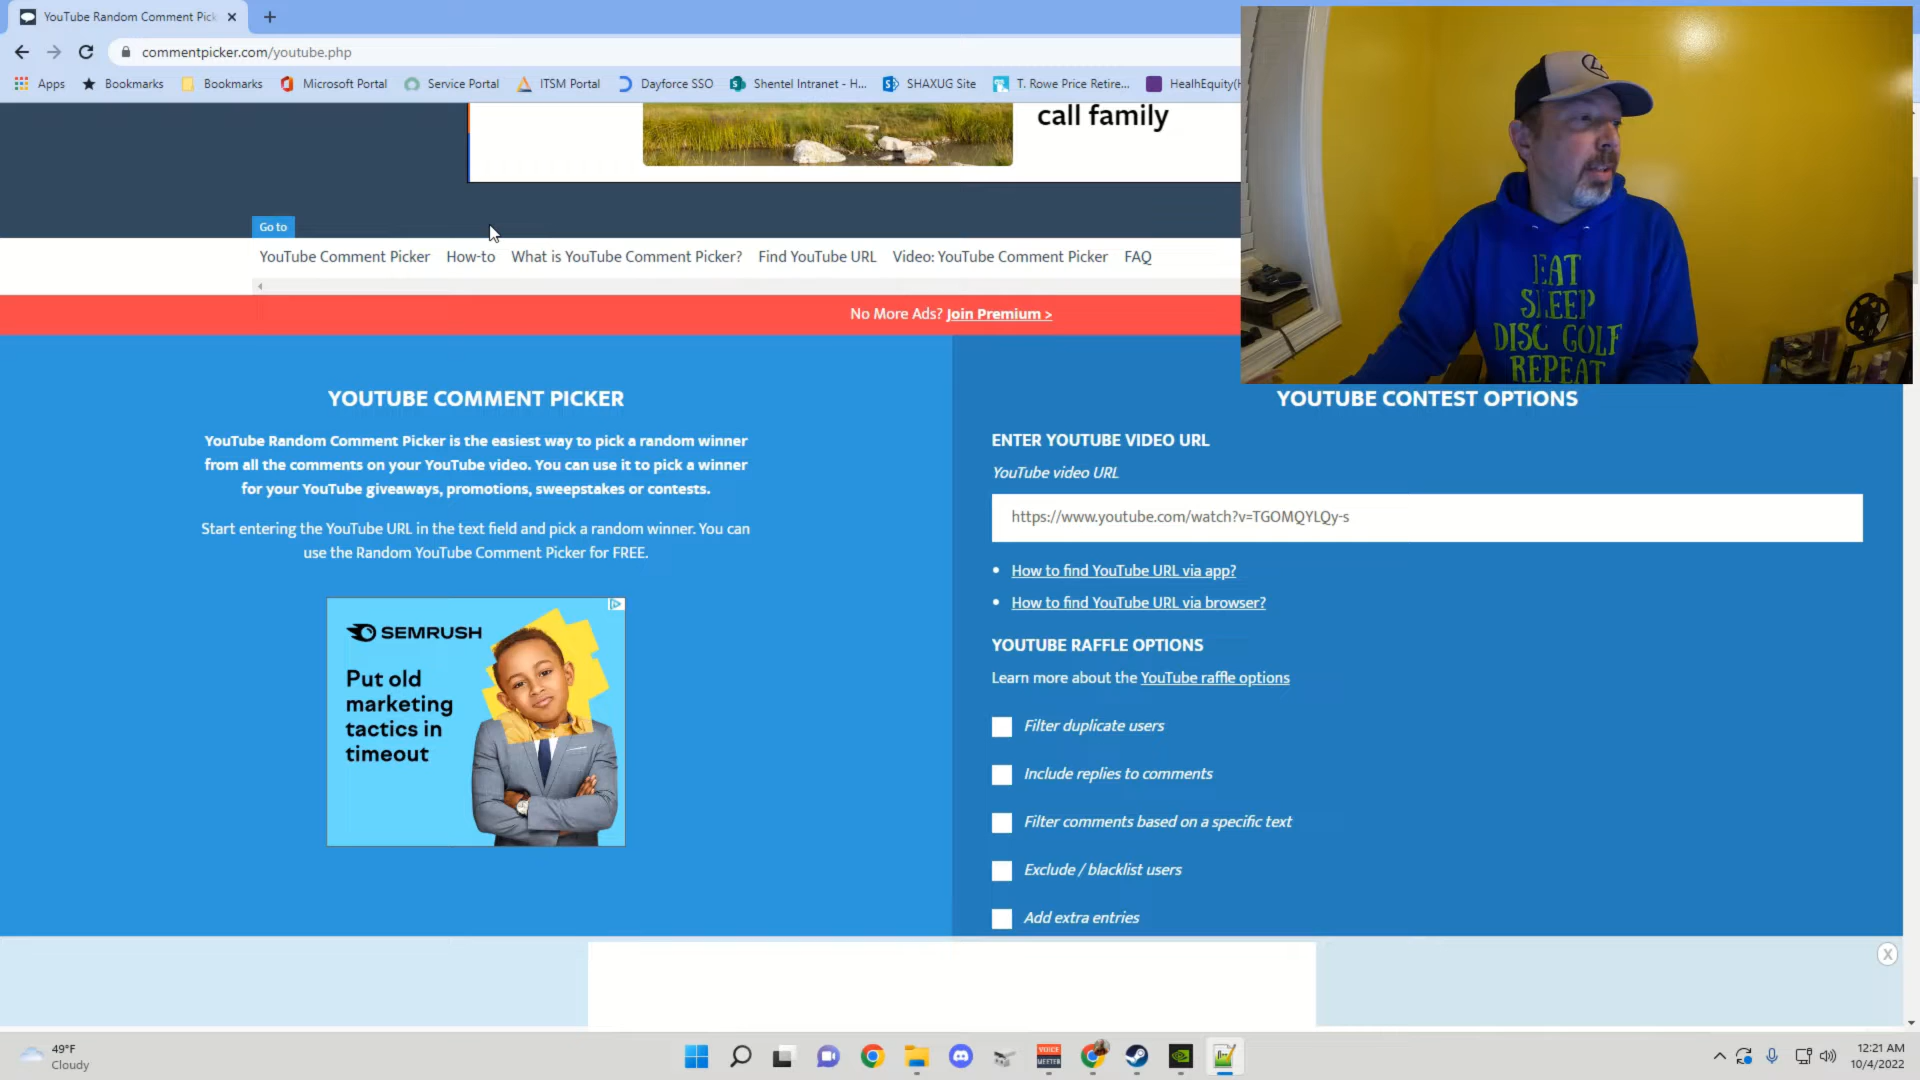 YouTube Random Comment Pick
commentpicker.com/youtube.php
Apps Bookmarks Bookmarks Microsoft Portal Service Portal ITSM Portal Dayforce SSO Shentel Intranet - H... SHAXUG Site T. Rowe Price Retire... HealhEquity(H
call family
Go to
YouTube Comment Picker How-to What is YouTube Comment Picker? Find YouTube URL Video: YouTube Comment Picker FAQ
No More Ads? Join Premium >
EAT
SLEEP
DISC GOLF
REPEAT
YOUTUBE COMMENT PICKER
YouTube Random Comment Picker is the easiest way to pick a random winner
from all the comments on your YouTube video. You can use it to pick a winner
for your YouTube giveaways, promotions, sweepstakes or contests.
Start entering the YouTube URL in the text field and pick a random winner. You can
use the Random YouTube Comment Picker for FREE.
SEMRUSH
Put old
marketing
tactics in
timeout
YOUTUBE CONTEST OPTIONS
ENTER YOUTUBE VIDEO URL
YouTube video URL
https://www.youtube.com/watch?v=TGOMQYLQy-s
• How to find YouTube URL via app?
• How to find YouTube URL via browser?
YOUTUBE RAFFLE OPTIONS
Learn more about the YouTube raffle options
Filter duplicate users
Include replies to comments
Filter comments based on a specific text
Exclude / blacklist users
Add extra entries
X
49°F
Cloudy
VOICE
MEETER
12:21 AM
10/4/2022